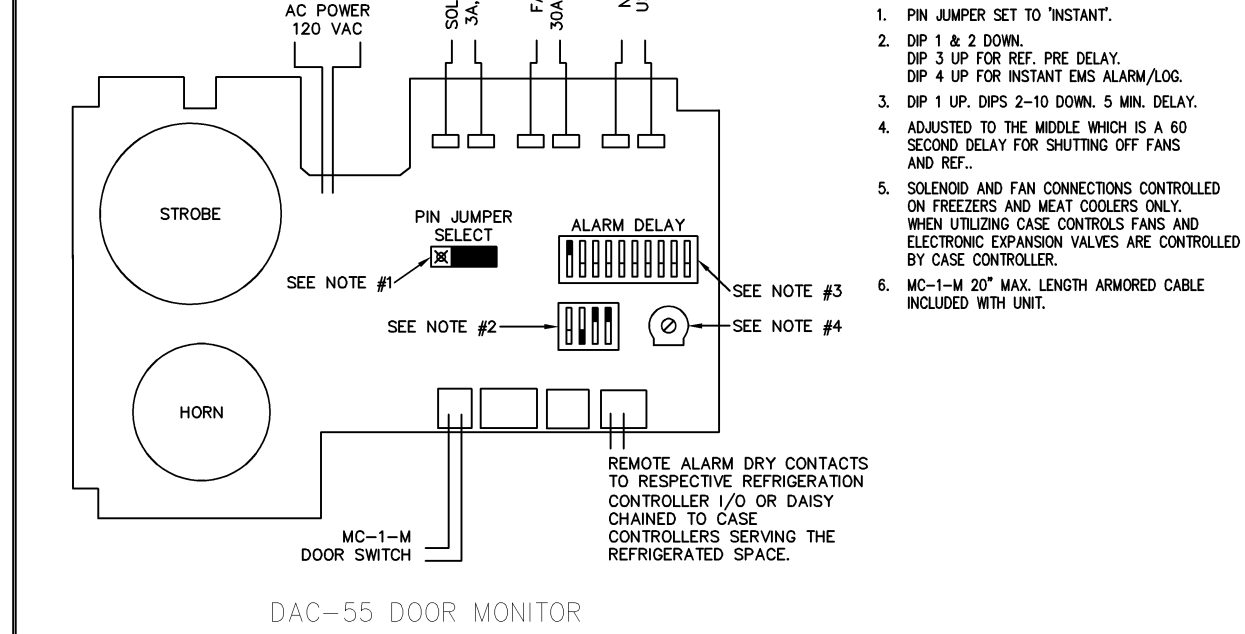 AC POWER
120 VAC
SOL
3A,
30A
PIN JUMPER
SELECT
ALARM DELAY
STROBE
SEE NOTE #1
SEE NOTE #3
SEE NOTE #2
SEE NOTE #4
HORN
REMOTE ALARM DRY CONTACTS
TO RESPECTIVE REFRIGERATION
CONTROLLER I/O OR DAISY
CHAINED TO CASE
CONTROLLERS SERVING THE
REFRIGERATED SPACE.
MC-1-M
DOOR SWITCH
DAC-55 DOOR MONITOR
1. PIN JUMPER SET TO 'INSTANT'.
2. DIP 1 & 2 DOWN.
DIP 3 UP FOR REF. PRE DELAY.
DIP 4 UP FOR INSTANT EMS ALARM/LOG.
3. DIP 1 UP. DIPS 2-10 DOWN. 5 MIN. DELAY.
4. ADJUSTED TO THE MIDDLE WHICH IS A 60
SECOND DELAY FOR SHUTTING OFF FANS
AND REF..
5. SOLENOID AND FAN CONNECTIONS CONTROLLED
ON FREEZERS AND MEAT COOLERS ONLY.
WHEN UTILIZING CASE CONTROLS FANS AND
ELECTRONIC EXPANSION VALVES ARE CONTROLLED
BY CASE CONTROLLER.
6. MC-1-M 20" MAX. LENGTH ARMORED CABLE
INCLUDED WITH UNIT.